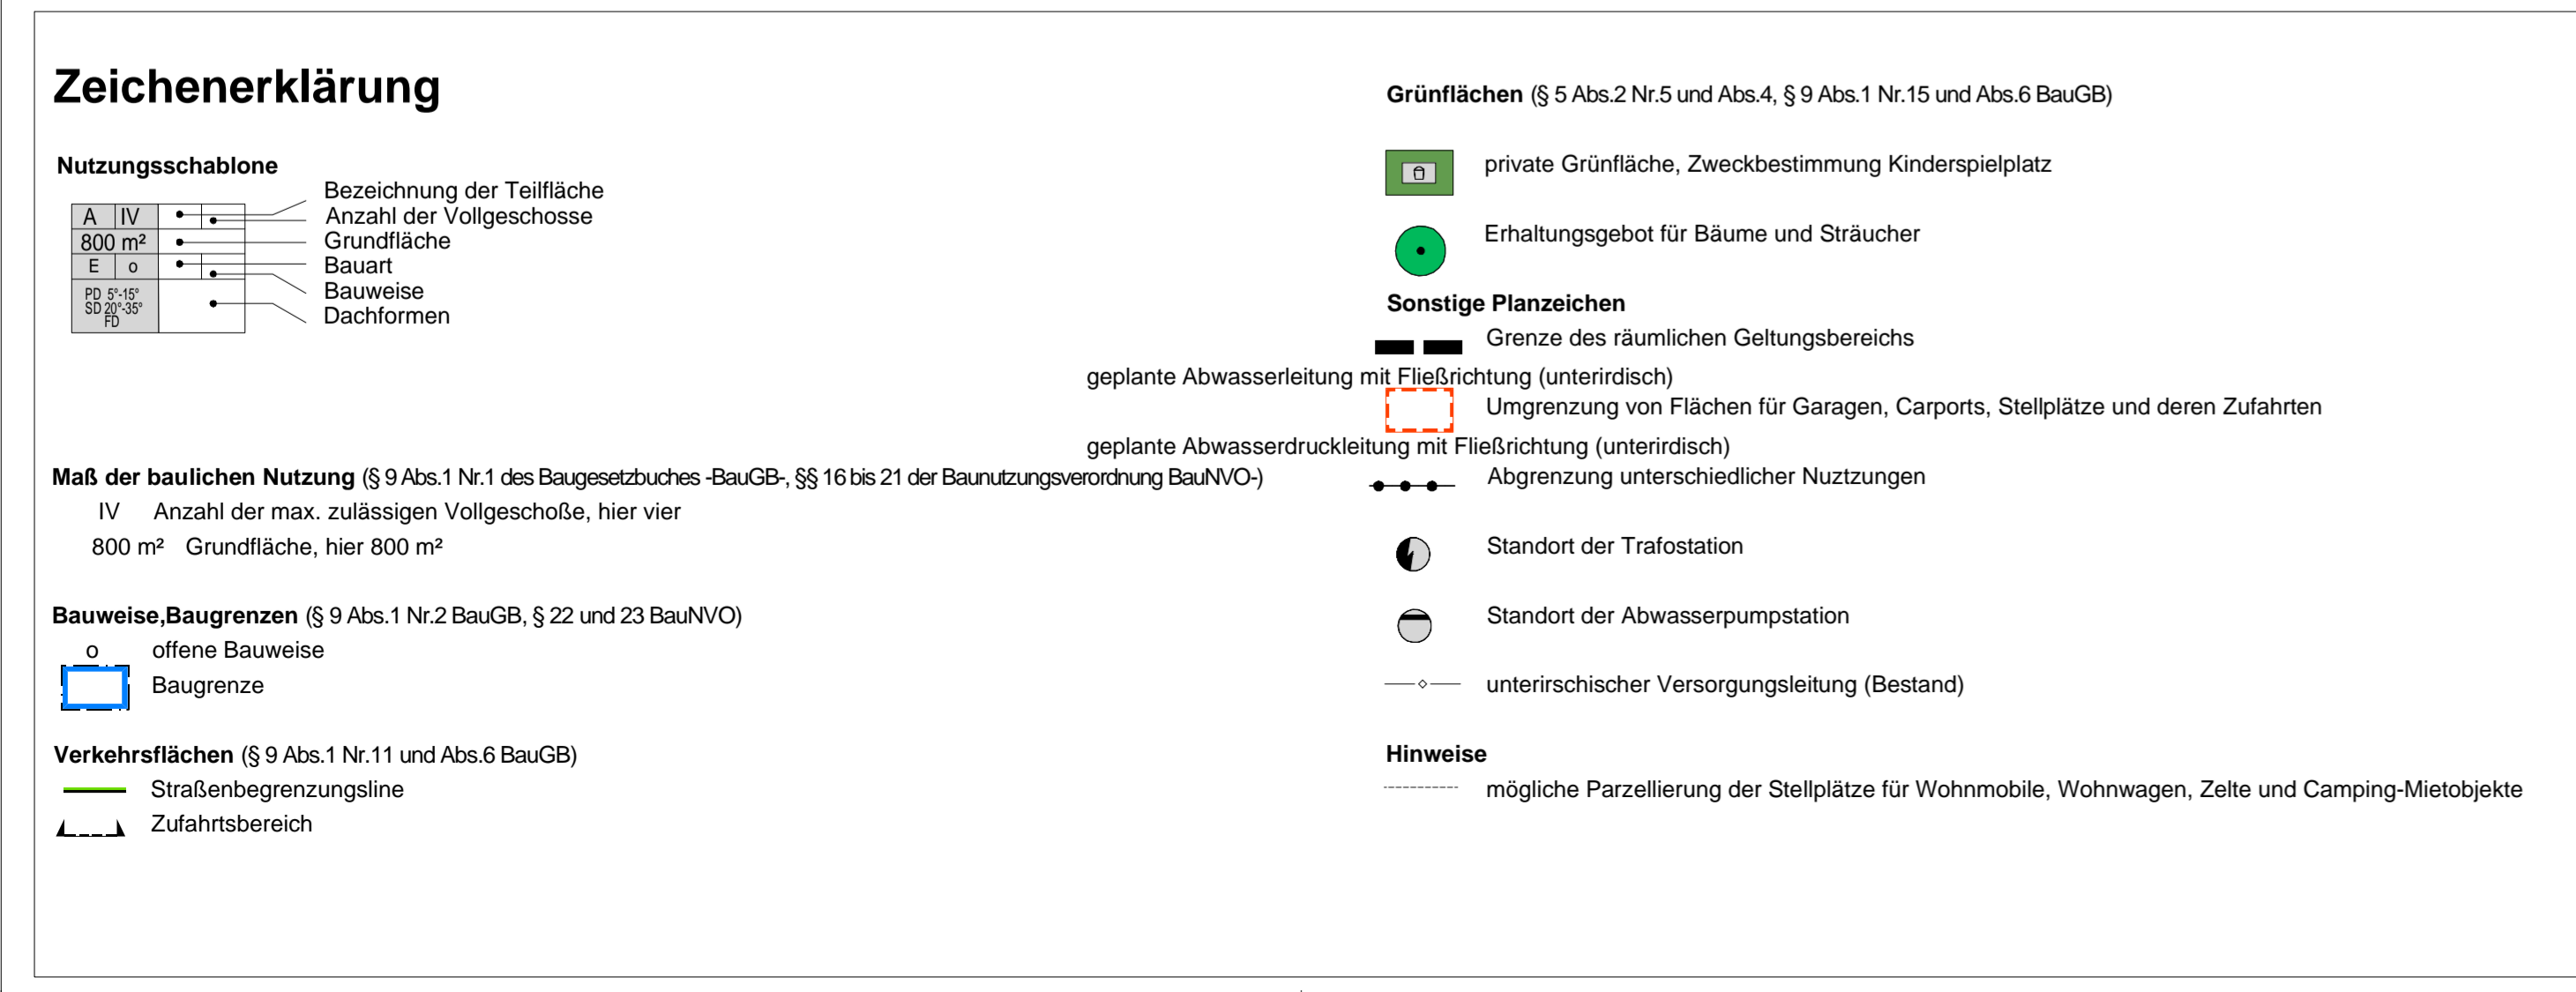 Zeichenerklärung
Nutzungsschablone
A IV
800 m²
E o
PD 5°-15°
SD 20°-35°
FD
Bezeichnung der Teilfläche
Anzahl der Vollgeschosse
Grundfläche
Bauart
Bauweise
Dachformen
Maß der baulichen Nutzung (§ 9 Abs.1 Nr.1 des Baugesetzbuches -BauGB-, §§ 16 bis 21 der Baunutzungsverordnung BauNVO-)
IV Anzahl der max. zulässigen Vollgeschoße, hier vier
800 m² Grundfläche, hier 800 m²
Bauweise,Baugrenzen (§ 9 Abs.1 Nr.2 BauGB, § 22 und 23 BauNVO)
o offene Bauweise
Baugrenze
Verkehrsflächen (§ 9 Abs.1 Nr.11 und Abs.6 BauGB)
Straßenbegrenzungsline
Zufahrtsbereich
Grünflächen (§ 5 Abs.2 Nr.5 und Abs.4, § 9 Abs.1 Nr.15 und Abs.6 BauGB)
private Grünfläche, Zweckbestimmung Kinderspielplatz
Erhaltungsgebot für Bäume und Sträucher
Sonstige Planzeichen
Grenze des räumlichen Geltungsbereichs
geplante Abwasserleitung mit Fließrichtung (unterirdisch)
Umgrenzung von Flächen für Garagen, Carports, Stellplätze und deren Zufahrten
geplante Abwasserdruckleitung mit Fließrichtung (unterirdisch)
Abgrenzung unterschiedlicher Nuztzungen
Standort der Trafostation
Standort der Abwasserpumpstation
unterirschischer Versorgungsleitung (Bestand)
Hinweise
mögliche Parzellierung der Stellplätze für Wohnmobile, Wohnwagen, Zelte und Camping-Mietobjekte